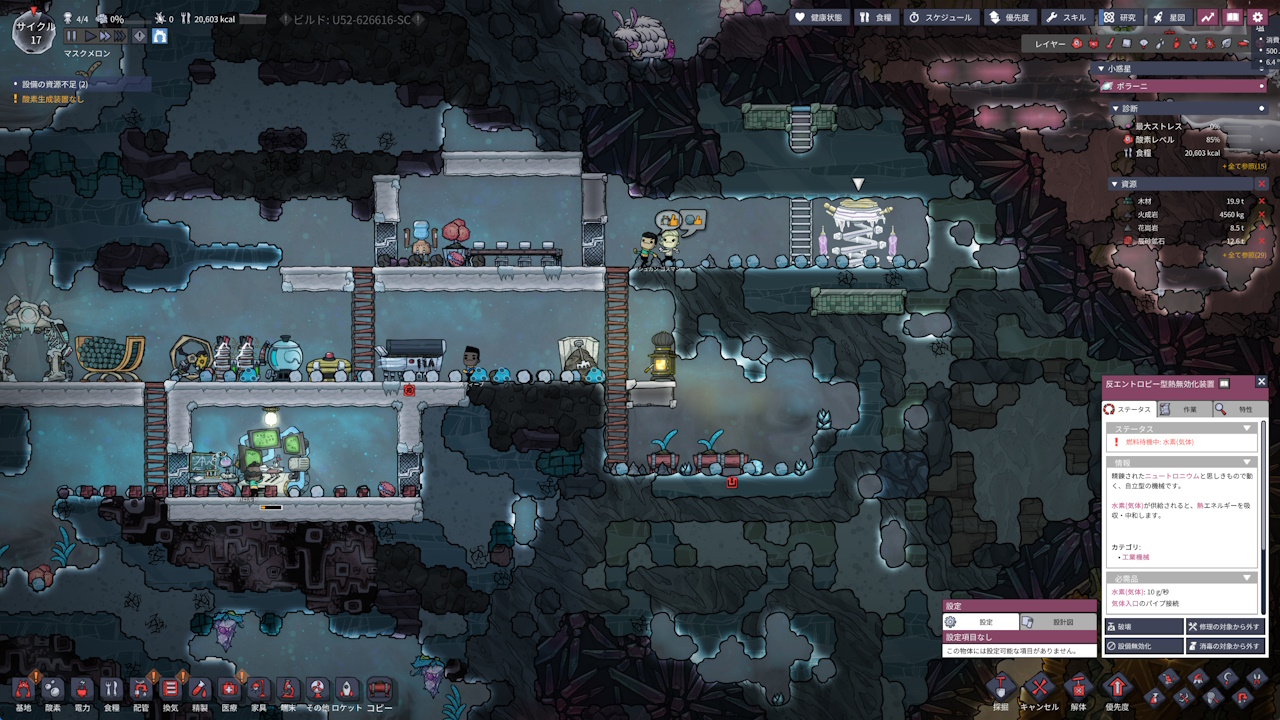 サイクル
17
4/4
0%
0
20,603 kcal
ビルド: U52-626616-SC
マスクメロン
設備の資源不足 (2)
酸素生成装置なし
健康状態
食糧
スケジュール
優先度
スキル
研究
星図
レイヤー
消費
500
6.4
小惑星
ポラーニ
診断
最大ストレス
酸素レベル
85%
食糧
20,603 kcal
+ 全て参照(15)
資源
木材
19.9 t
火成岩
4560 kg
花崗岩
8.5 t
12.6 t
+ 全て参照(29)
反エントロピー型熱無効化装置
ステータス
作業
特性
ステータス
燃料待機中: 水素(気体)
情報
精錬されたニュートロニウムと思しきもので動
く、自立型の機械です。
水素(気体)が供給されると、熱エネルギーを吸
収・中和します。
カテゴリ:
• 工業機械
必需品
水素(気体): 10 g/秒
気体入口のパイプ接続
破壊
修理の対象から外す
設備無効化
消毒の対象から外す
設定
設定
設計図
設定項目なし
この物体には設定可能な項目がありません。
基地
酸素
電力
食糧
配管
換気
精製
医療
家具
端末
その他
ロケット
コピー
採掘
キャンセル
解体
優先度